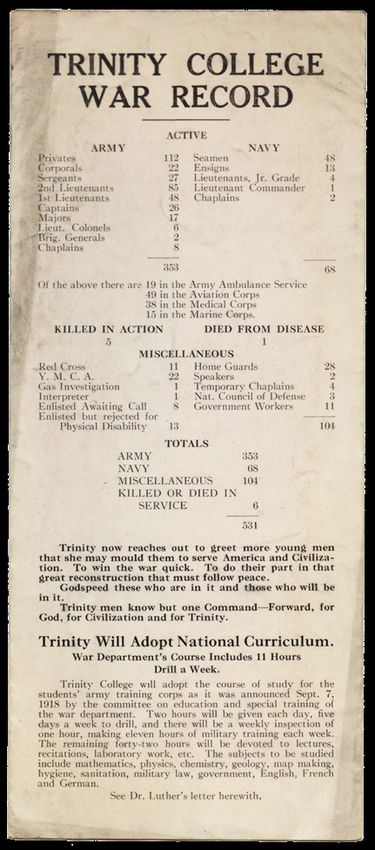 TRINITY COLLEGE
WAR RECORD
ACTIVE
ARMY
Privates 112
Corporals 22
Sergeants 27
2nd Lieutenants 85
1st Lieutenants 48
Captains 26
Majors 17
Lieut. Colonels 6
Brig. Generals 2
Chaplains 8
353
NAVY
Seamen 48
Ensigns 13
Lieutenants, Jr. Grade 4
Lieutenant Commander 1
Chaplains 2
68
Of the above there are 19 in the Army Ambulance Service
49 in the Aviation Corps
38 in the Medical Corps
15 in the Marine Corps.
KILLED IN ACTION
5
DIED FROM DISEASE
1
MISCELLANEOUS
Red Cross 11
Y. M. C. A. 22
Gas Investigation 1
Interpreter 1
Enlisted Awaiting Call 8
Enlisted but rejected for
Physical Disability 13
Home Guards 28
Speakers 2
Temporary Chaplains 4
Nat. Council of Defense 3
Government Workers 11
104
TOTALS
ARMY 353
NAVY 68
MISCELLANEOUS 104
KILLED OR DIED IN
SERVICE 6
531
Trinity now reaches out to greet more young men
that she may mould them to serve America and Civiliza-
tion. To win the war quick. To do their part in that
great reconstruction that must follow peace.
Godspeed these who are in it and those who will be
in it.
Trinity men know but one Command—Forward, for
God, for Civilization and for Trinity.
Trinity Will Adopt National Curriculum.
War Department's Course Includes 11 Hours
Drill a Week.
Trinity College will adopt the course of study for the
students' army training corps as it was announced Sept. 7,
1918 by the committee on education and special training of
the war department. Two hours will be given each day, five
days a week to drill, and there will be a weekly inspection of
one hour, making eleven hours of military training each week.
The remaining forty-two hours will be devoted to lectures,
recitations, laboratory work, etc. The subjects to be studied
include mathematics, physics, chemistry, geology, map making,
hygiene, sanitation, military law, government, English, French
and German.
See Dr. Luther's letter herewith.